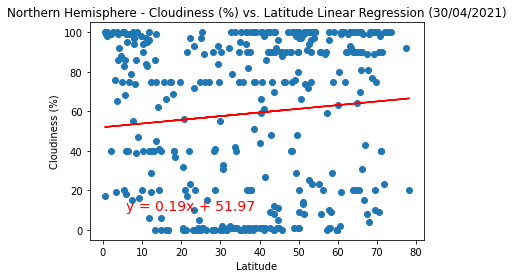 Northern Hemisphere - Cloudiness (%) vs. Latitude Linear Regression (30/04/2021)
100
80
60
40
20
0
Cloudiness (%)
y = 0.19x + 51.97
0 10 20 30 40 50 60 70 80
Latitude